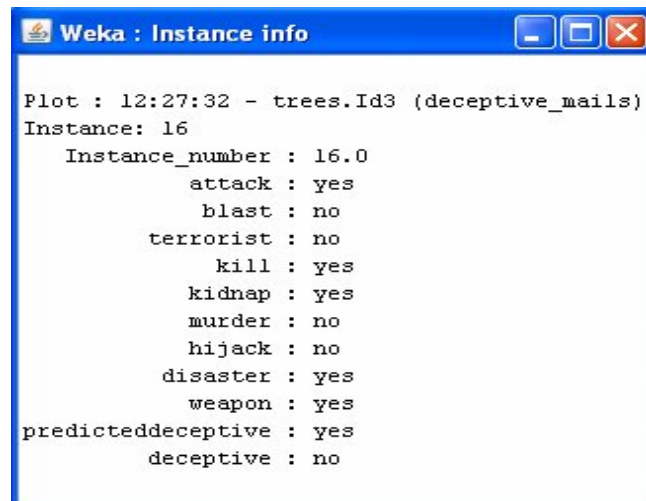 Weka : Instance info
Plot : 12:27:32 - trees.Id3 (deceptive_mails)
Instance: 16
Instance_number : 16.0
attack : yes
blast : no
terrorist : no
kill : yes
kidnap : yes
murder : no
hijack : no
disaster : yes
weapon : yes
predicteddeceptive : yes
deceptive : no